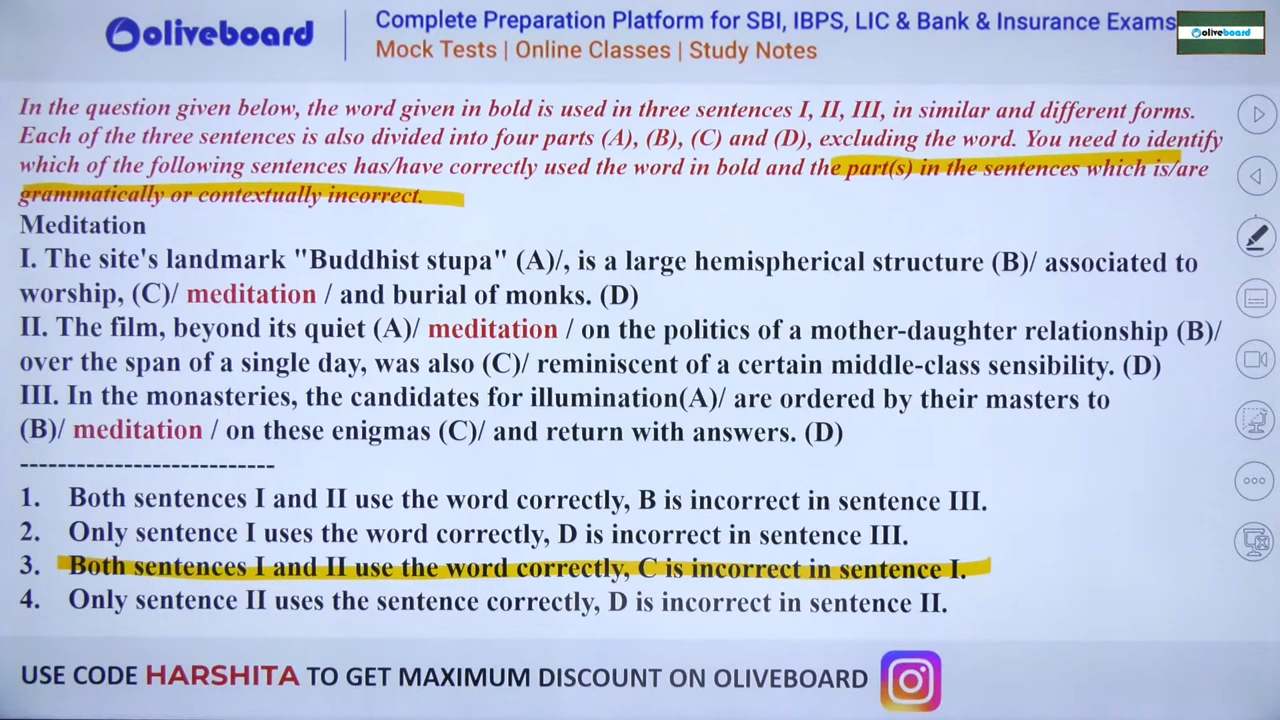 oliveboard
Complete Preparation Platform for SBI, IBPS, LIC & Bank & Insurance Exams
Mock Tests | Online Classes | Study Notes
oliveboard
In the question given below, the word given in bold is used in three sentences I, II, III, in similar and different forms.
Each of the three sentences is also divided into four parts (A), (B), (C) and (D), excluding the word. You need to identify
which of the following sentences has/have correctly used the word in bold and the part(s) in the sentences which is/are
grammatically or contextually incorrect.
Meditation
I. The site's landmark "Buddhist stupa" (A)/, is a large hemispherical structure (B)/ associated to
worship, (C)/ meditation / and burial of monks. (D)
II. The film, beyond its quiet (A)/ meditation / on the politics of a mother-daughter relationship (B)/
over the span of a single day, was also (C)/ reminiscent of a certain middle-class sensibility. (D)
III. In the monasteries, the candidates for illumination(A)/ are ordered by their masters to
(B)/ meditation / on these enigmas (C)/ and return with answers. (D)
---------------------------
1. Both sentences I and II use the word correctly, B is incorrect in sentence III.
2. Only sentence I uses the word correctly, D is incorrect in sentence III.
3. Both sentences I and II use the word correctly, C is incorrect in sentence I.
4. Only sentence II uses the sentence correctly, D is incorrect in sentence II.
USE CODE HARSHITA TO GET MAXIMUM DISCOUNT ON OLIVEBOARD